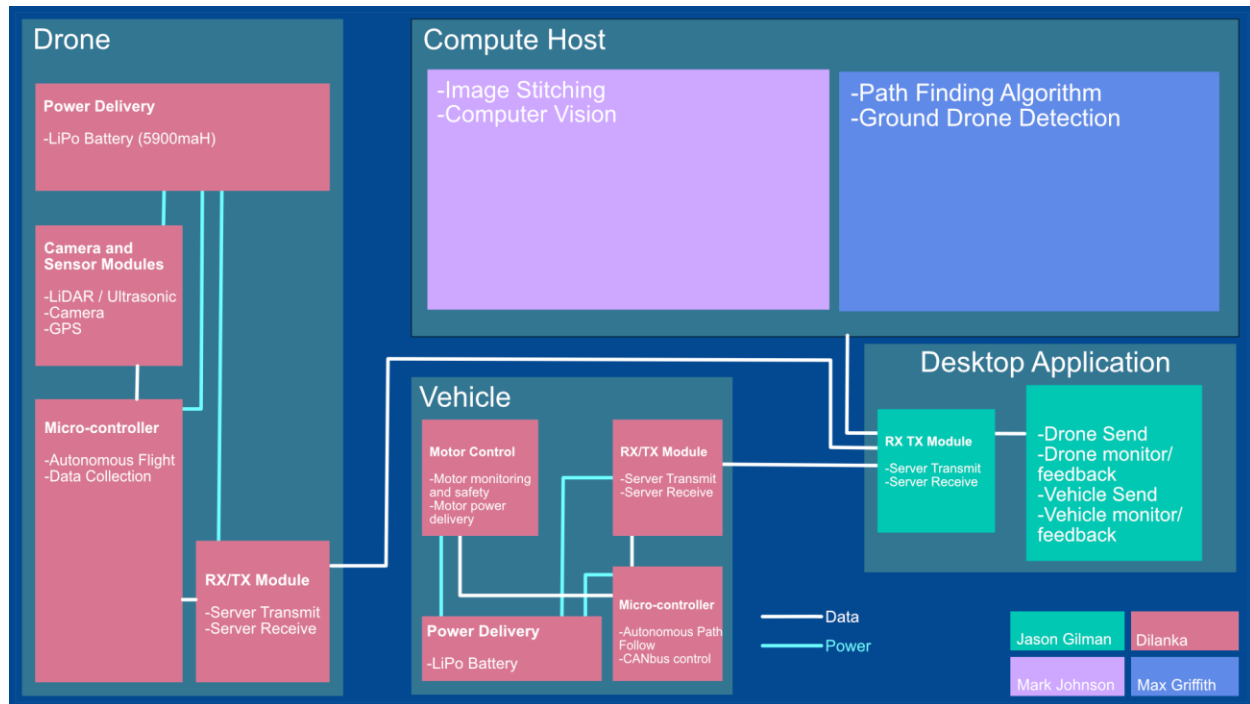 Drone
Power Delivery
-LiPo Battery (5900maH)
Camera and
Sensor Modules
-LiDAR / Ultrasonic
-Camera
-GPS
Micro-controller
-Autonomous Flight
-Data Collection
RX/TX Module
-Server Transmit
-Server Receive
Compute Host
-Image Stitching
-Computer Vision
-Path Finding Algorithm
-Ground Drone Detection
Vehicle
Motor Control
-Motor monitoring
and safety
-Motor power
delivery
RX/TX Module
-Server Transmit
-Server Receive
Power Delivery
-LiPo Battery
Micro-controller
-Autonomous Path
Follow
-CANbus control
Desktop Application
RX TX Module
-Server Transmit
-Server Receive
-Drone Send
-Drone monitor/
feedback
-Vehicle Send
-Vehicle monitor/
feedback
Data
Power
Jason Gilman
Dilanka
Mark Johnson
Max Griffith